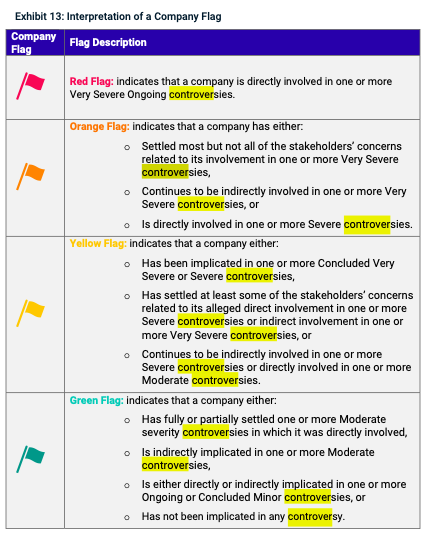 Exhibit 13: Interpretation of a Company Flag
Company
Flag
Flag Description
Red Flag: indicates that a company is directly involved in one or more
Very Severe Ongoing controversies.
Orange Flag: indicates that a company has either:
o Settled most but not all of the stakeholders' concerns
related to its involvement in one or more Very Severe
controversies,
o Continues to be indirectly involved in one or more Very
Severe controversies, or
o Is directly involved in one or more Severe controversies.
Yellow Flag: indicates that a company either:
o Has been implicated in one or more Concluded Very
Severe or Severe controversies,
o Has settled at least some of the stakeholders' concerns
related to its alleged direct involvement in one or more
Severe controversies or indirect involvement in one or
more Very Severe controversies, or
o Continues to be indirectly involved in one or more
Severe controversies or directly involved in one or more
Moderate controversies.
Green Flag: indicates that a company either:
o Has fully or partially settled one or more Moderate
severity controversies in which it was directly involved,
o Is indirectly implicated in one or more Moderate
controversies,
o Is either directly or indirectly implicated in one or more
Ongoing or Concluded Minor controversies, or
o Has not been implicated in any controversy.